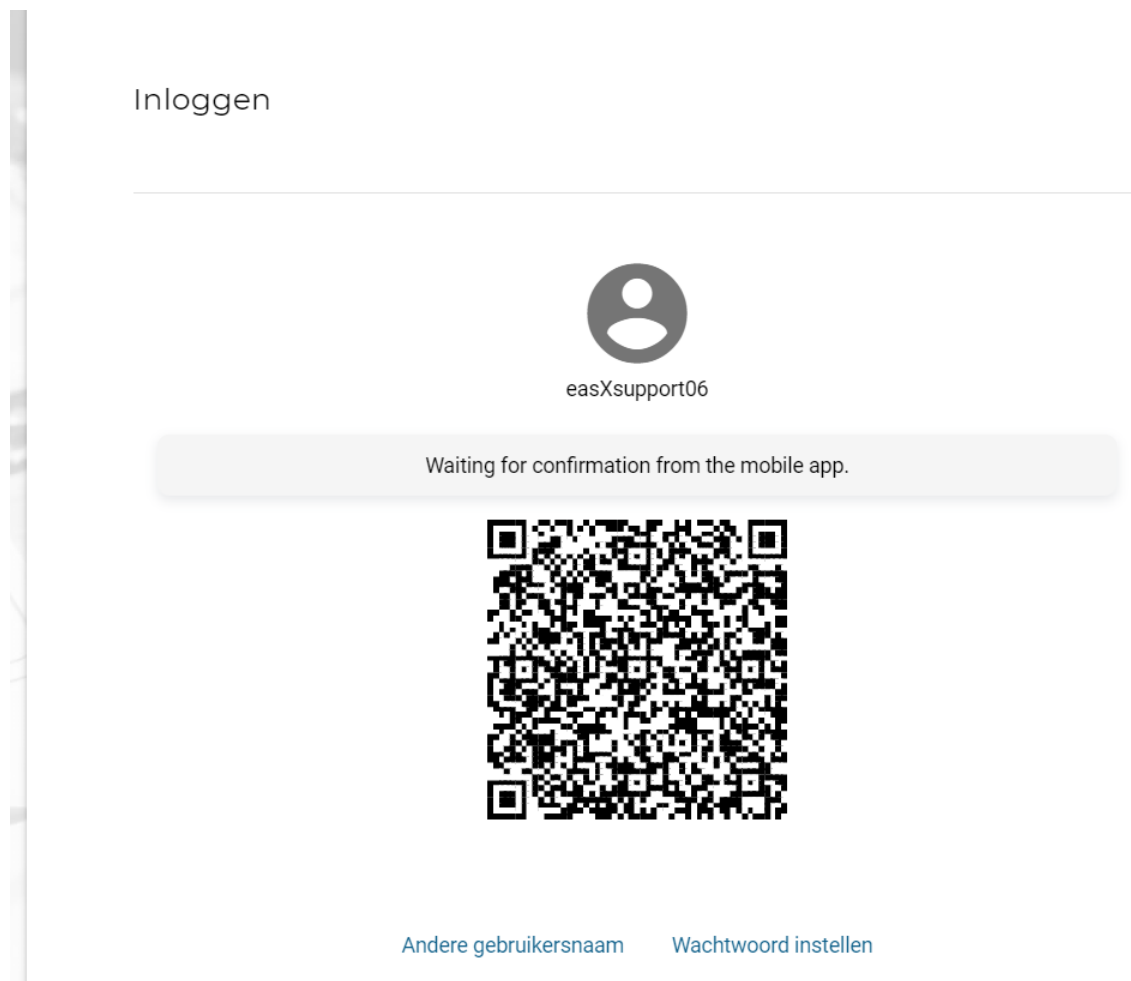 Inloggen
easXsupport06
Waiting for confirmation from the mobile app.
Andere gebruikersnaam Wachtwoord instellen